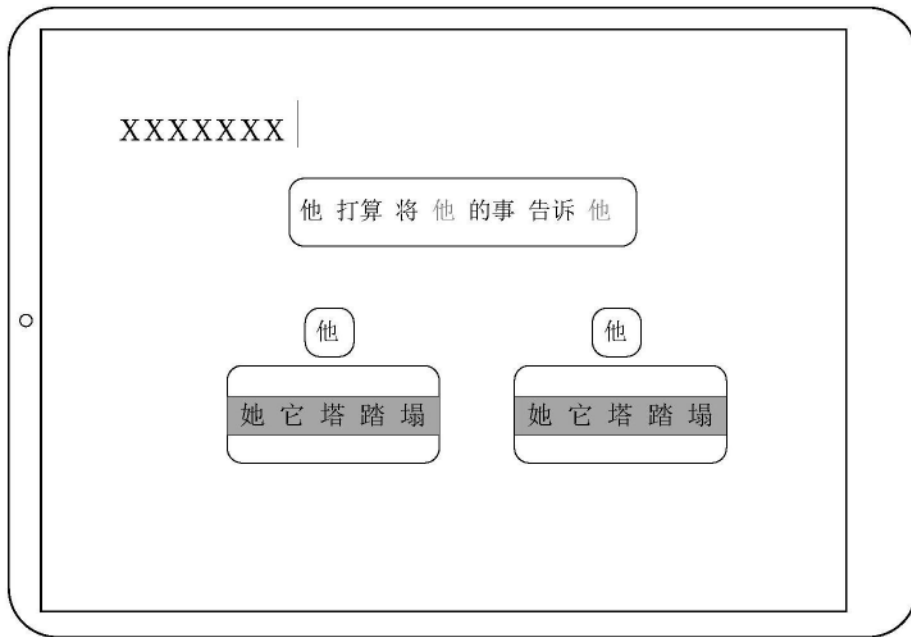 XXXXXXX
他 打算 将 他 的事 告诉 他
他 他
她 它 塔 踏 塌 她 它 塔 踏 塌